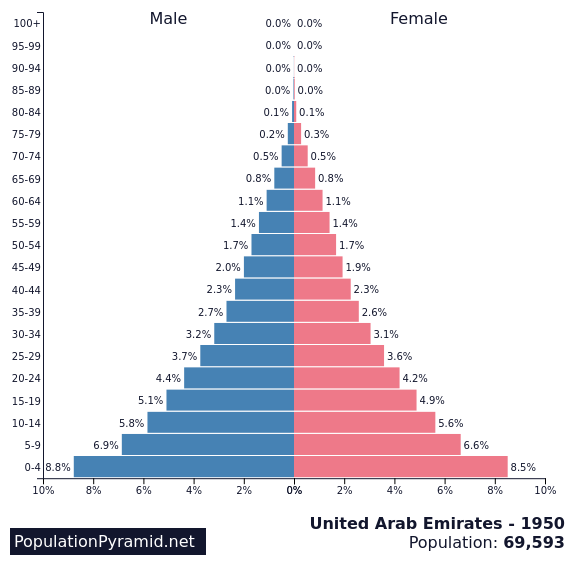 Male Female
100+ 0.0% 0.0%
95-99 0.0% 0.0%
90-94 0.0% 0.0%
85-89 0.0% 0.0%
80-84 0.1% 0.1%
75-79 0.2% 0.3%
70-74 0.5% 0.5%
65-69 0.8% 0.8%
60-64 1.1% 1.1%
55-59 1.4% 1.4%
50-54 1.7% 1.7%
45-49 2.0% 1.9%
40-44 2.3% 2.3%
35-39 2.7% 2.6%
30-34 3.2% 3.1%
25-29 3.7% 3.6%
20-24 4.4% 4.2%
15-19 5.1% 4.9%
10-14 5.8% 5.6%
5-9 6.9% 6.6%
0-4 8.8% 8.5%
10% 8% 6% 4% 2% 0% 2% 4% 6% 8% 10%
United Arab Emirates - 1950
PopulationPyramid.net Population: 69,593